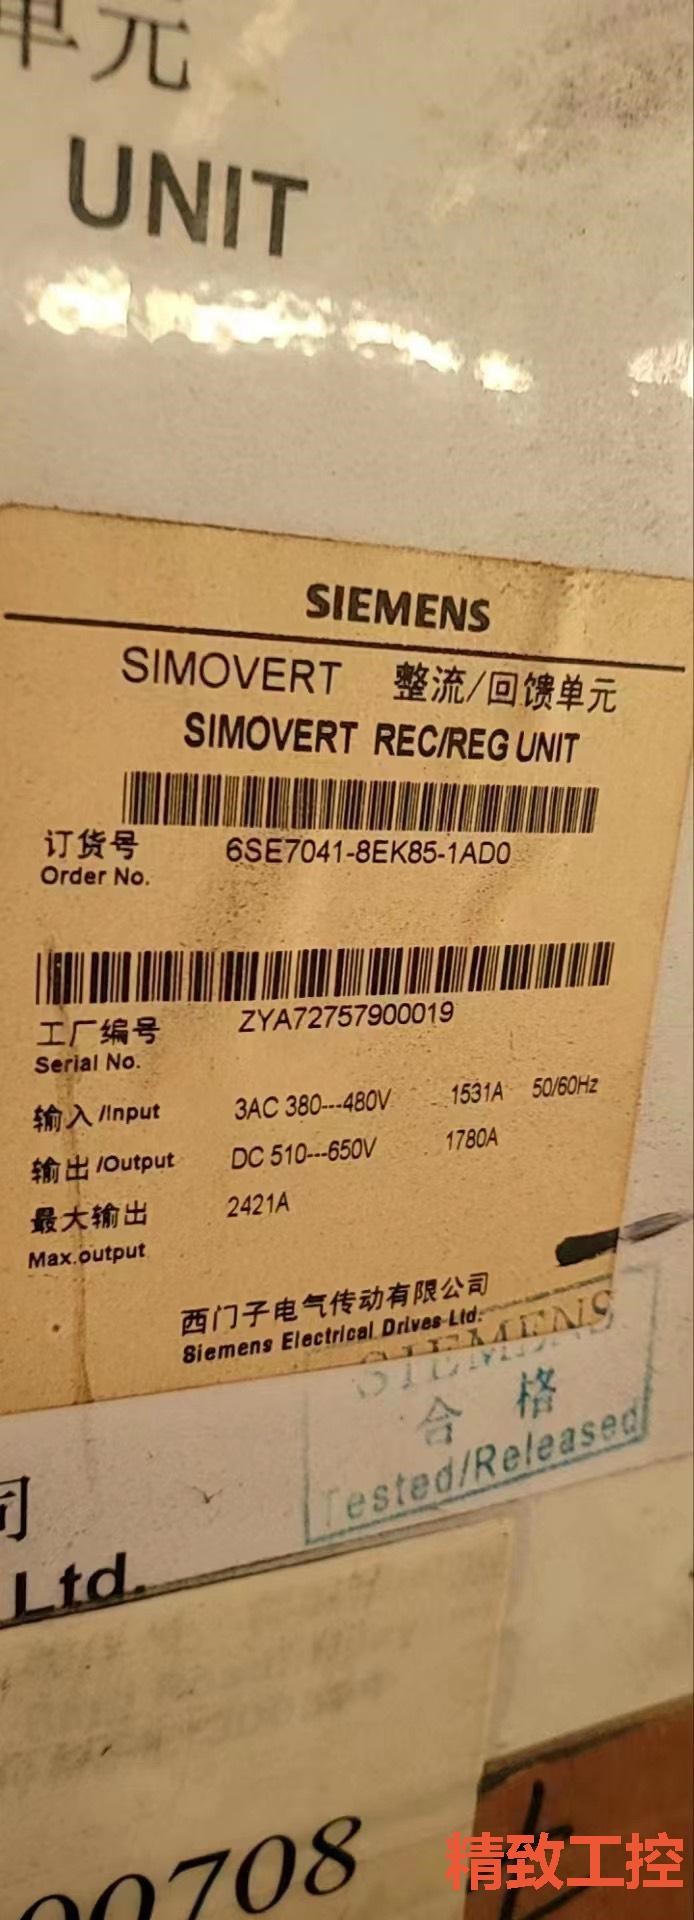 单元
UNIT
SIEMENS
SIMOVERT 整流/回馈单元
SIMOVERT REC/REG UNIT
订货号 6SE7041-8EK85-1AD0
Order No.
工厂编号 ZYA72757900019
Serial No.
输入/Input 3AC 380---480V 1531A 50/60Hz
输出/Output DC 510---650V 1780A
最大输出 2421A
Max.output
西门子电气传动有限公司
Siemens Electrical Drives Ltd.
SIEMENS
合格
Tested/Released
司
Ltd.
00708
精致工控